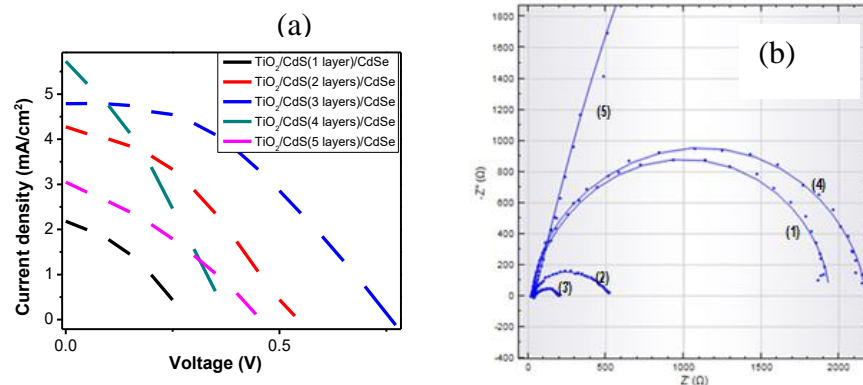 (a)
TiO2/CdS(1 layer)/CdSe
TiO2/CdS(2 layers)/CdSe
TiO2/CdS(3 layers)/CdSe
TiO2/CdS(4 layers)/CdSe
TiO2/CdS(5 layers)/CdSe
Current density (mA/cm²)
5
4
3
2
1
0
0.0
0.5
Voltage (V)
(b)
1800
1600
1400
1200
1000
800
600
400
200
0
-200
-400
-Z'' (Ω)
(5)
(4)
(1)
(2)
(3)
0
500
1000
1500
2000
Z' (Ω)